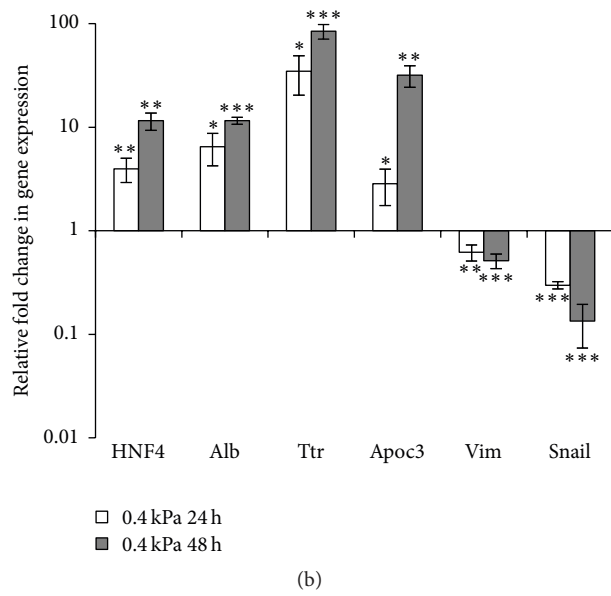 Relative fold change in gene expression
100
10
1
0.1
0.01
** ** * *** * *** * ** ** *** *** ***
HNF4 Alb Ttr Apoc3 Vim Snail
0.4 kPa 24 h
0.4 kPa 48 h
(b)